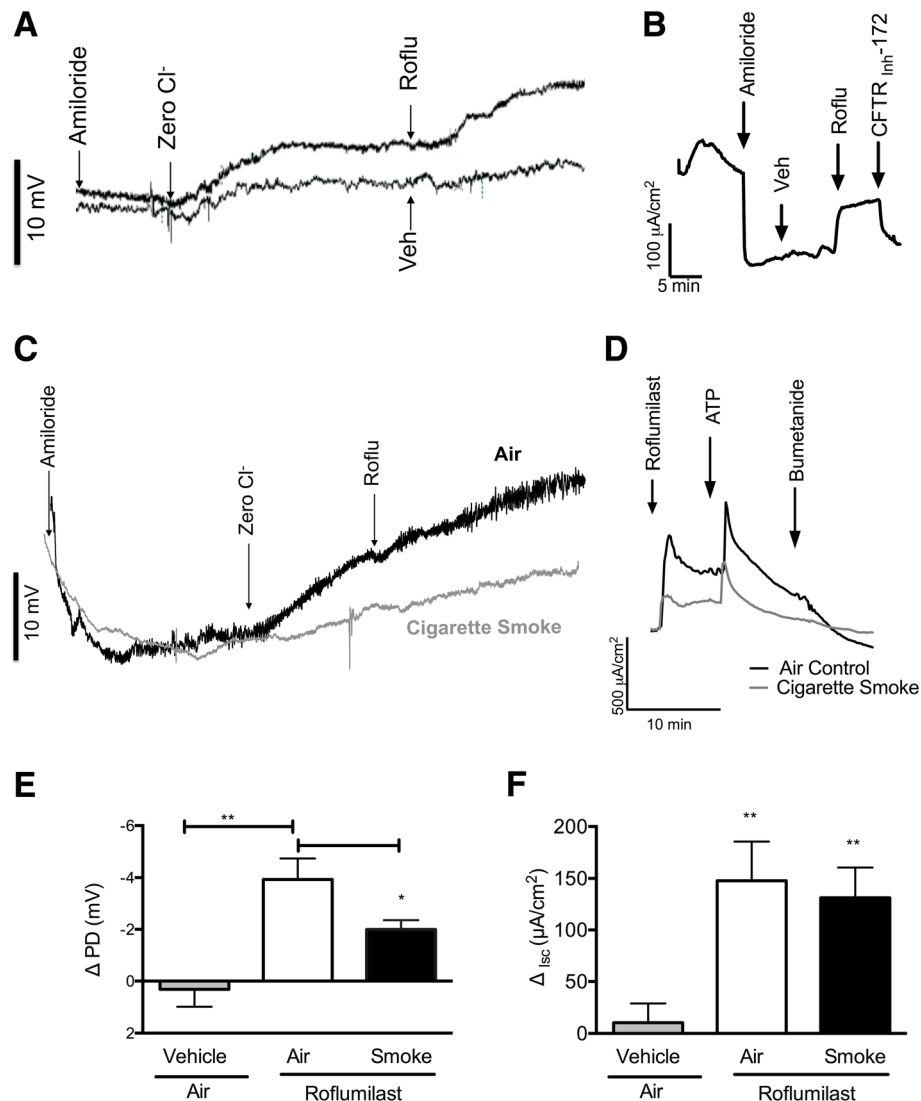 A
Amiloride
Zero Cl-
Roflu
Veh
10 mV
B
Amiloride
Veh
Roflu
CFTR Inh-172
100 µA/cm2
5 min
C
Amiloride
Zero Cl-
Roflu
Air
Cigarette Smoke
10 mV
D
Roflumilast
ATP
Bumetanide
500 µA/cm2
10 min
Air Control
Cigarette Smoke
E
**
*
Δ PD (mV)
-6
-4
-2
0
2
Vehicle Air Smoke
Air Roflumilast
F
** **
Δ Isc (µA/cm2)
200
150
100
50
0
Vehicle Air Smoke
Air Roflumilast